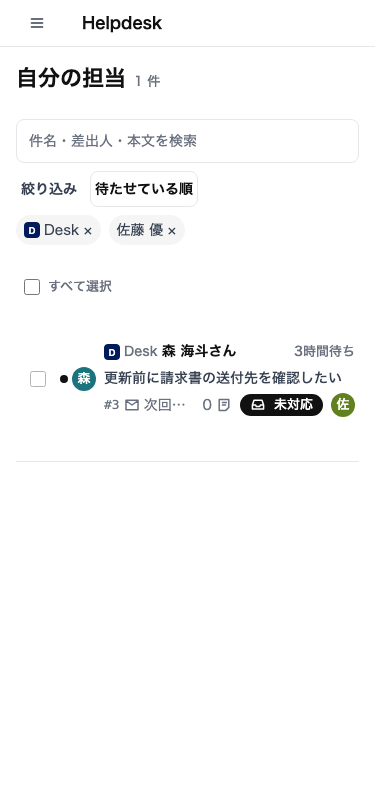 Helpdesk
自分の担当 1 件
件名・差出人・本文を検索
絞り込み 待たせている順
D Desk × 佐藤 優 ×
すべて選択
D Desk 森 海斗さん 3時間待ち
森 更新前に請求書の送付先を確認したい
#3 次回… 0 未対応 佐